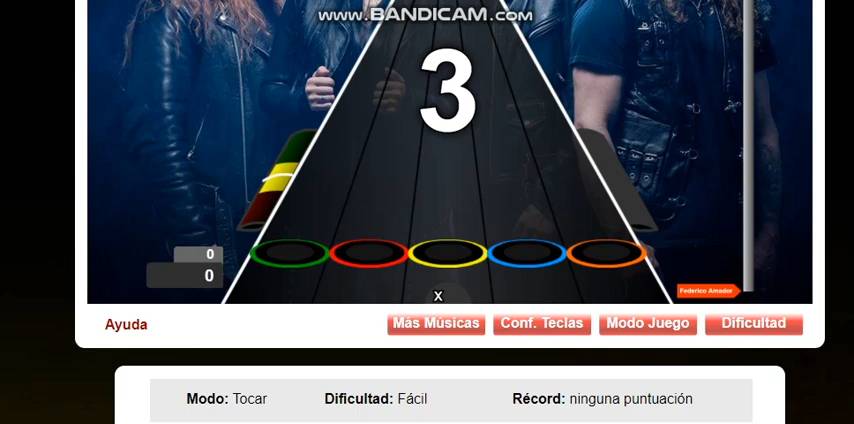 www.BANDICAM.com
3
0
0
Federico Amador
X
Ayuda
Más Músicas
Conf. Teclas
Modo Juego
Dificultad
Modo: Tocar
Dificultad: Fácil
Récord: ninguna puntuación